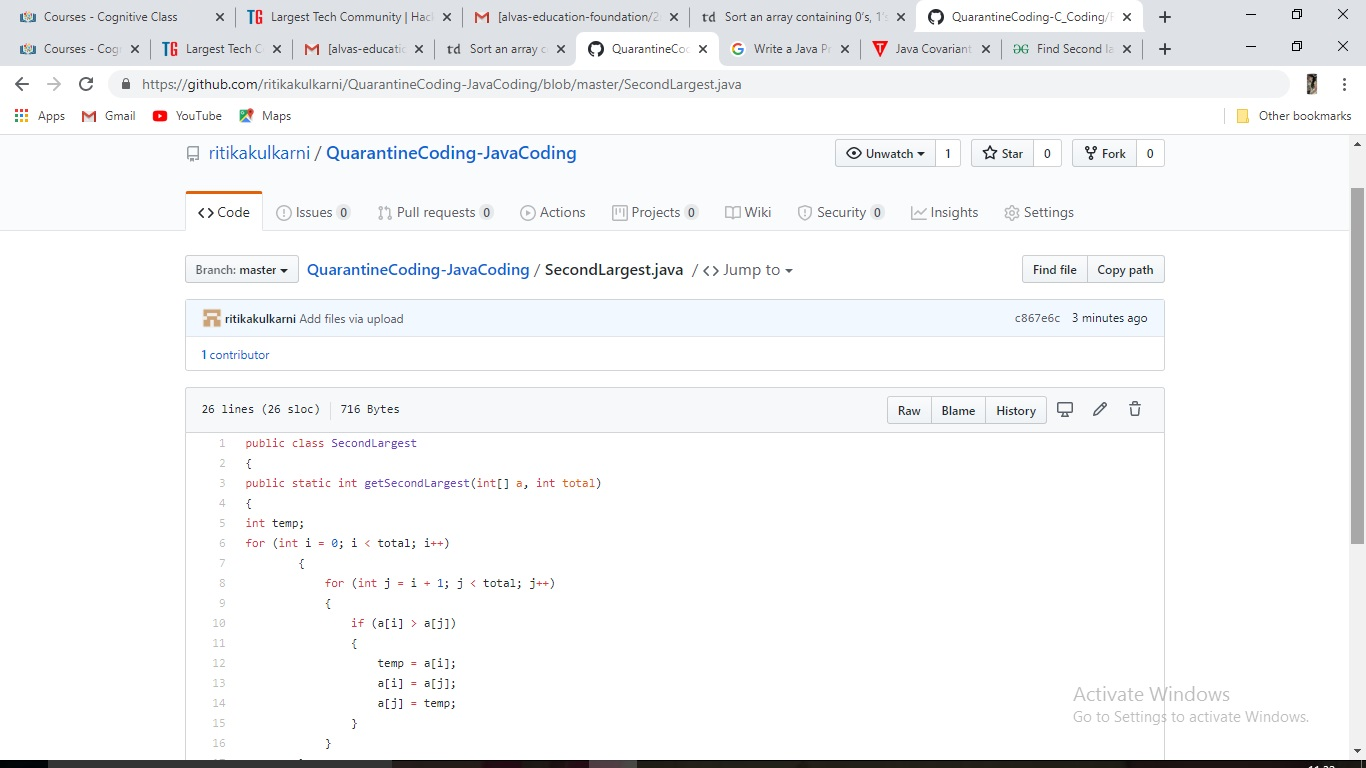 Courses - Cognitive Class Largest Tech Community | Hac [alvas-education-foundation/2 td Sort an array containing 0's, 1' QuarantineCoding-C_Coding/
Courses - Cog TG Largest Tech C [alvas-educati td Sort an array c QuarantineCo Write a Java P Java Covariant Find Second la
https://github.com/ritikakulkarni/QuarantineCoding-JavaCoding/blob/master/SecondLargest.java
Apps Gmail YouTube Maps Other bookmarks
ritikakulkarni / QuarantineCoding-JavaCoding Unwatch 1 Star 0 Fork 0
Code Issues 0 Pull requests 0 Actions Projects 0 Wiki Security 0 Insights Settings
Branch: master QuarantineCoding-JavaCoding / SecondLargest.java / <> Jump to Find file Copy path
ritikakulkarni Add files via upload c867e6c 3 minutes ago
1 contributor
26 lines (26 sloc) 716 Bytes Raw Blame History
1 public class SecondLargest
2 {
3 public static int getSecondLargest(int[] a, int total)
4 {
5 int temp;
6 for (int i = 0; i < total; i++)
7 {
8 for (int j = i + 1; j < total; j++)
9 {
10 if (a[i] > a[j])
11 {
12 temp = a[i];
13 a[i] = a[j];
14 a[j] = temp;
15 }
16 }
Activate Windows
Go to Settings to activate Windows.